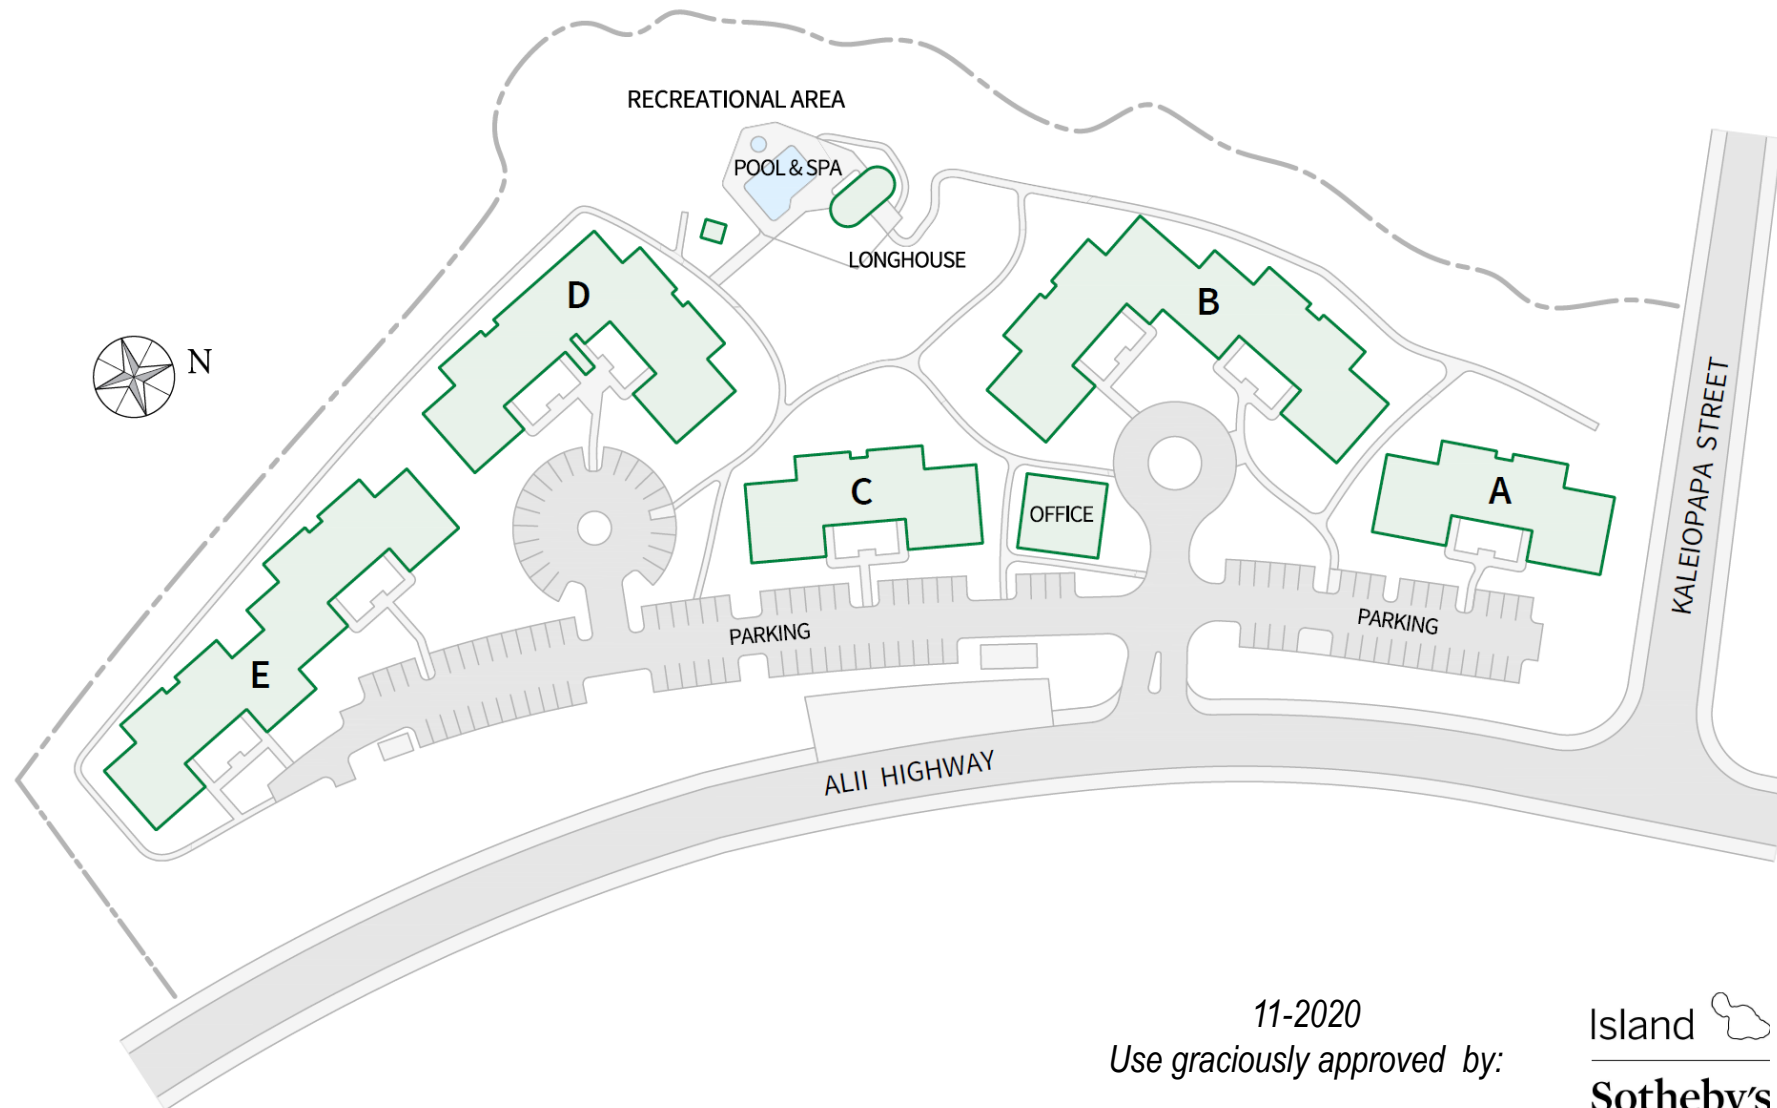 RECREATIONAL AREA
POOL & SPA
LONGHOUSE
D
B
N
KALEIOPAPA STREET
C
A
OFFICE
PARKING
PARKING
E
ALII HIGHWAY
11-2020
Use graciously approved by:
Island
Sotheby's